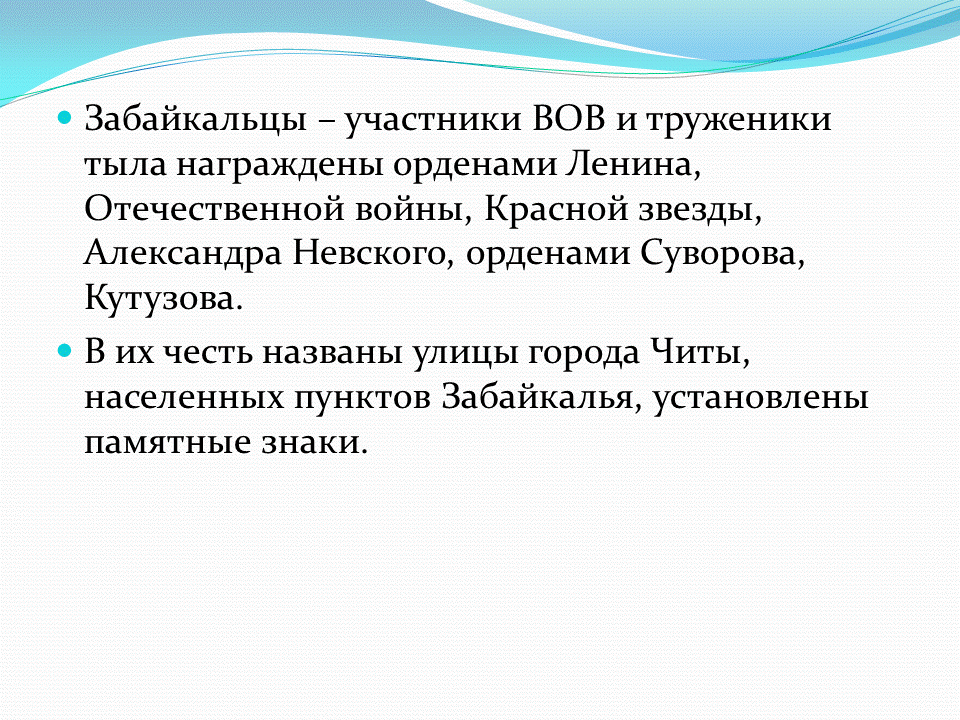 Забайкальцы – участники ВОВ и труженики
тыла награждены орденами Ленина,
Отечественной войны, Красной звезды,
Александра Невского, орденами Суворова,
Кутузова.
В их честь названы улицы города Читы,
населенных пунктов Забайкалья, установлены
памятные знаки.